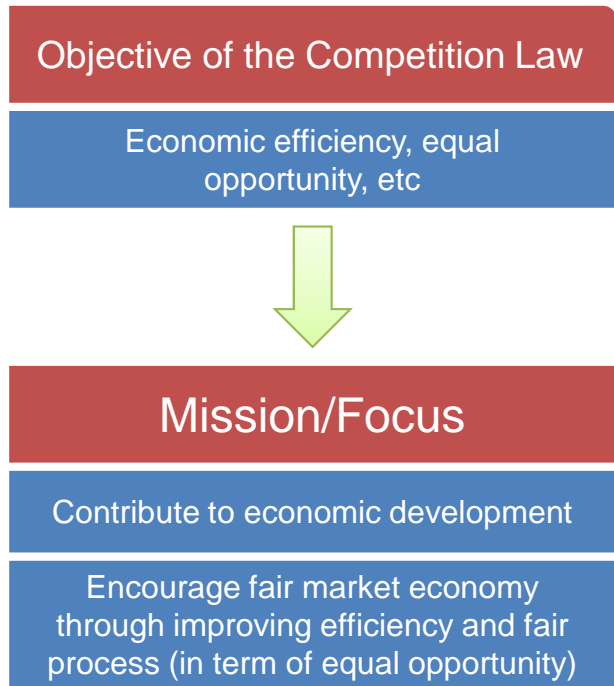 Objective of the Competition Law
Economic efficiency, equal
opportunity, etc
Mission/Focus
Contribute to economic development
Encourage fair market economy
through improving efficiency and fair
process (in term of equal opportunity)